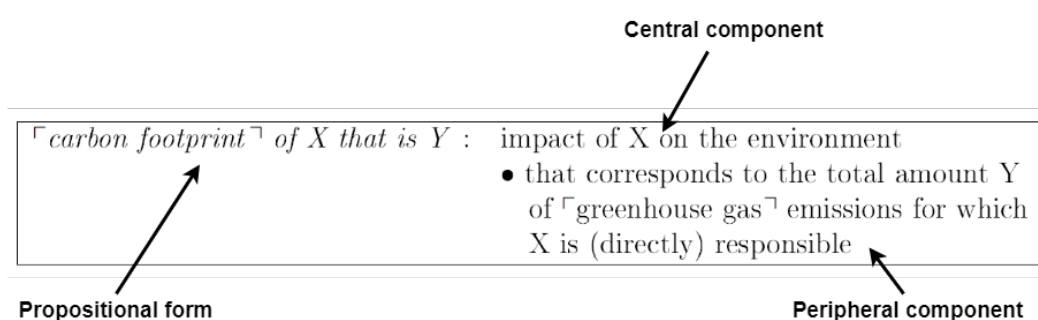 Central component
⌜carbon footprint⌝ of X that is Y : impact of X on the environment
• that corresponds to the total amount Y
of ⌜greenhouse gas⌝ emissions for which
X is (directly) responsible
Propositional form Peripheral component